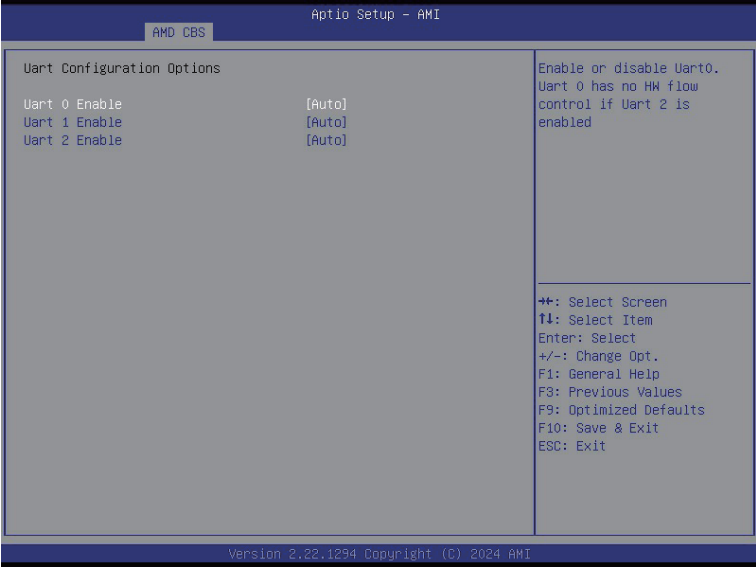 Aptio Setup – AMI
AMD CBS
Uart Configuration Options
Uart 0 Enable [Auto]
Uart 1 Enable [Auto]
Uart 2 Enable [Auto]
Enable or disable Uart0.
Uart 0 has no HW flow
control if Uart 2 is
enabled
→←: Select Screen
↑↓: Select Item
Enter: Select
+/-: Change Opt.
F1: General Help
F3: Previous Values
F9: Optimized Defaults
F10: Save & Exit
ESC: Exit
Version 2.22.1294 Copyright (C) 2024 AMI